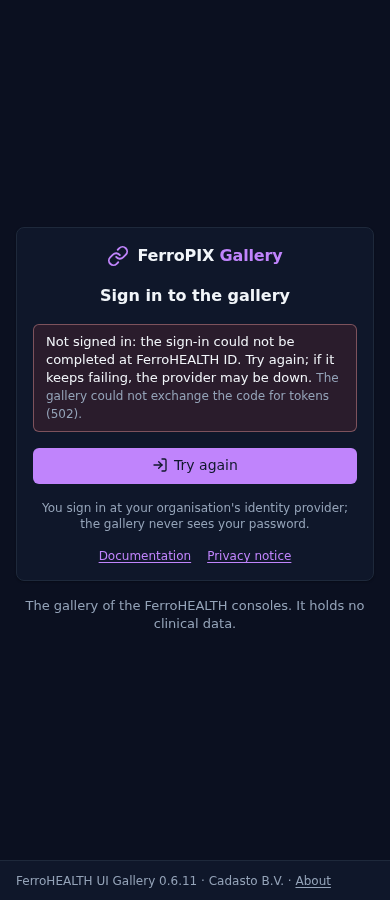 FerroPIX Gallery
Sign in to the gallery
Not signed in: the sign-in could not be
completed at FerroHEALTH ID. Try again; if it
keeps failing, the provider may be down. The
gallery could not exchange the code for tokens
(502).
Try again
You sign in at your organisation's identity provider;
the gallery never sees your password.
Documentation Privacy notice
The gallery of the FerroHEALTH consoles. It holds no
clinical data.
FerroHEALTH UI Gallery 0.6.11 · Cadasto B.V. · About